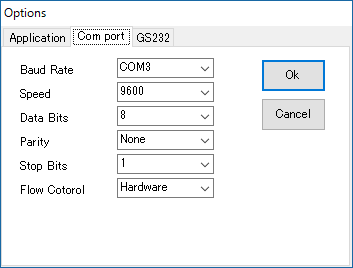 Options
Application Com port GS232
Baud Rate COM3
Speed 9600
Data Bits 8
Parity None
Stop Bits 1
Flow Cotorol Hardware
Ok
Cancel